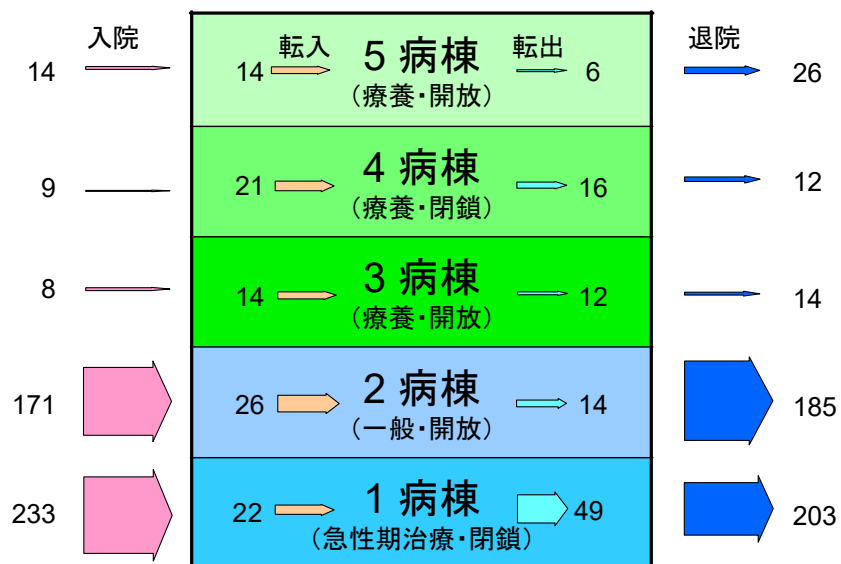 入院 転入 転出 退院
14 14 5 病棟 6 26
（療養・開放）
9 21 4 病棟 16 12
（療養・閉鎖）
8 14 3 病棟 12 14
（療養・開放）
171 26 2 病棟 14 185
（一般・開放）
233 22 1 病棟 49 203
（急性期治療・閉鎖）